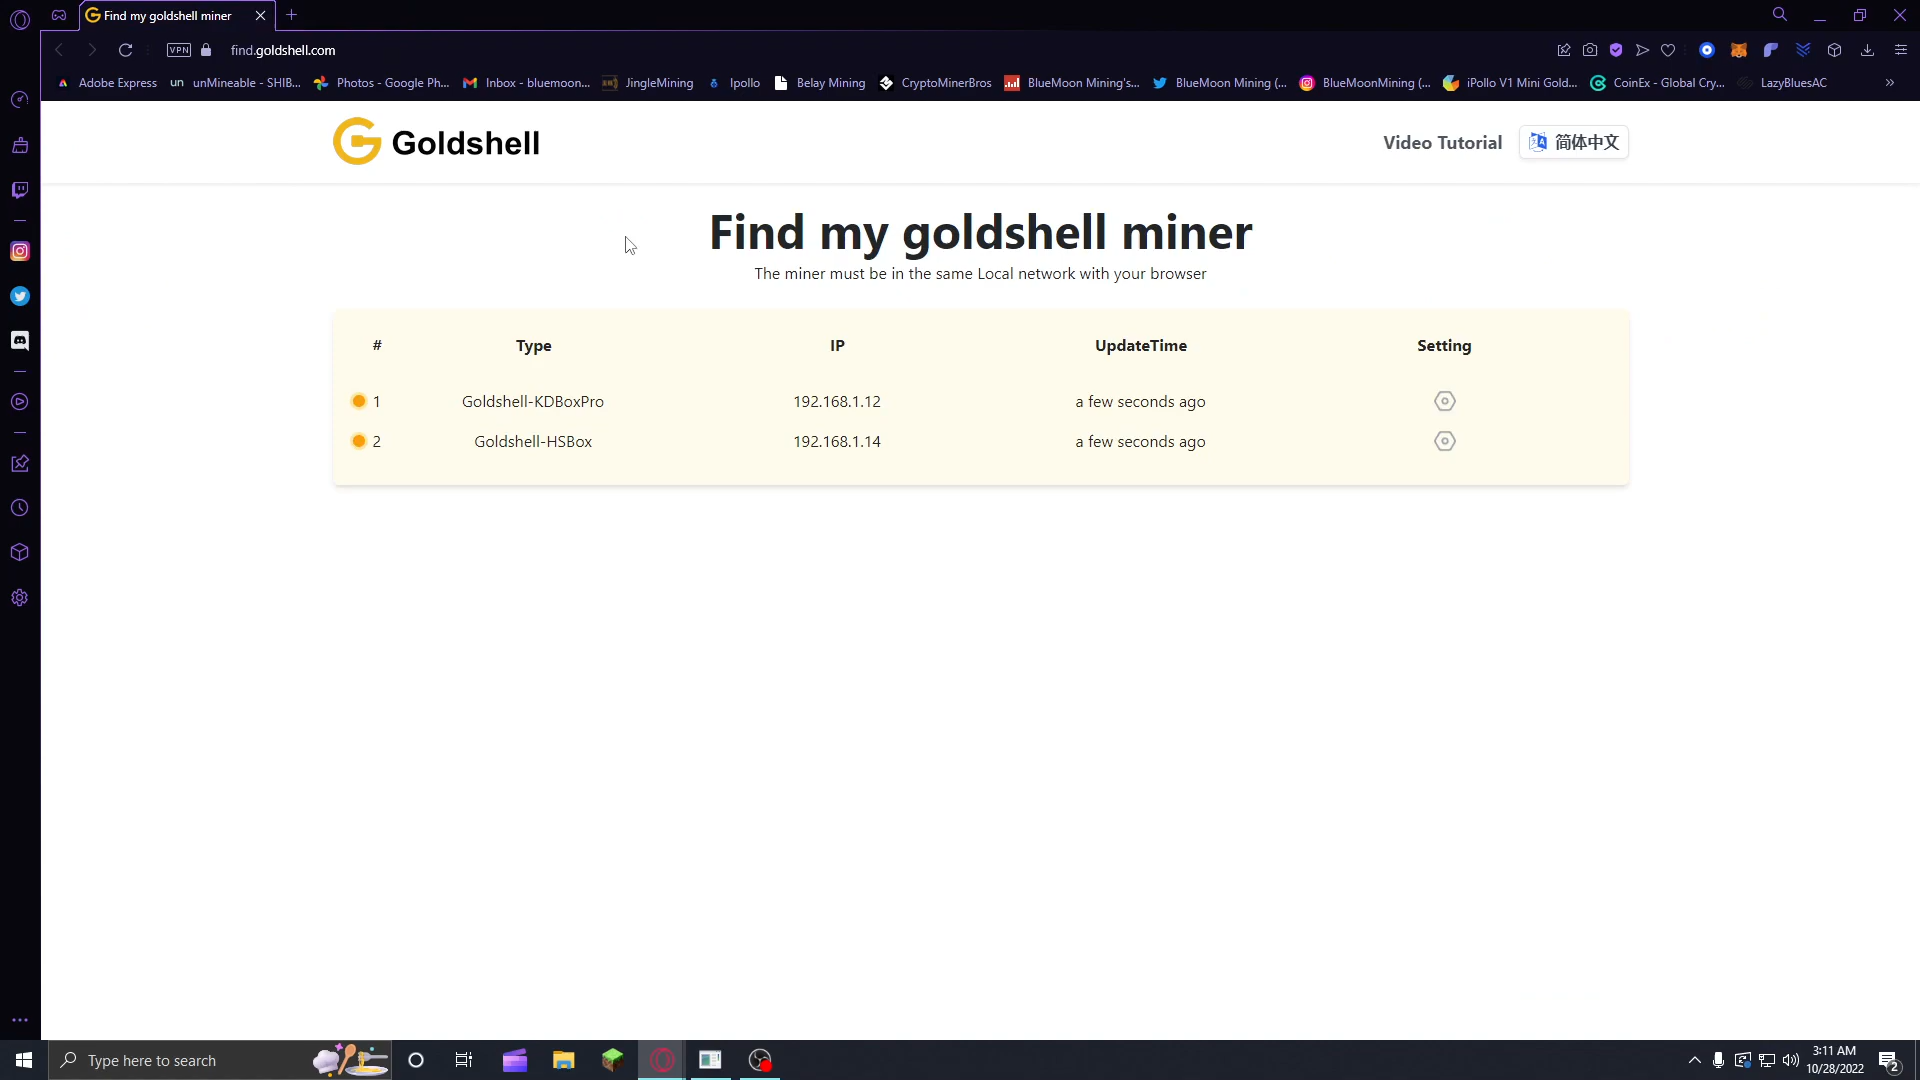 Find my goldshell miner
VPN
find.goldshell.com
Adobe Express
un
unMineable - SHIB...
Photos - Google Ph...
Inbox - bluemoon...
JingleMining
Ipollo
Belay Mining
CryptoMinerBros
BlueMoon Mining's...
BlueMoon Mining (...
BlueMoonMining (...
iPollo V1 Mini Gold...
CoinEx - Global Cry...
LazyBluesAC
»
Goldshell
Video Tutorial
简体中文
Find my goldshell miner
The miner must be in the same Local network with your browser
# Type IP UpdateTime Setting
1 Goldshell-KDBoxPro 192.168.1.12 a few seconds ago
2 Goldshell-HSBox 192.168.1.14 a few seconds ago
Type here to search
3:11 AM
10/28/2022
2